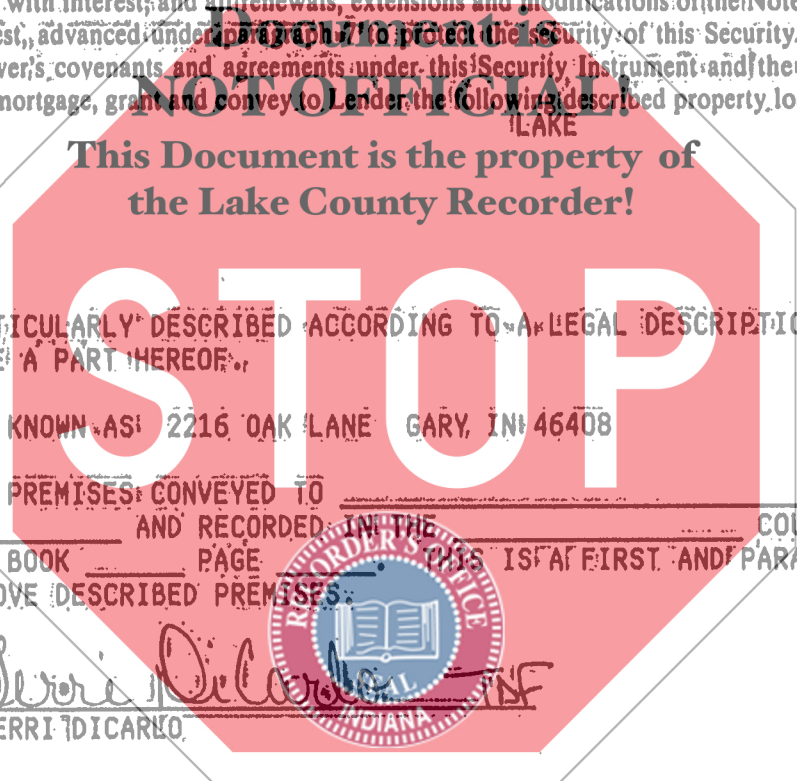 with interest, and renewals, extensions and modifications of the Note
est, advanced under paragraph 7 to protect the security of this Security
Document is
wer's covenants and agreements under this Security Instrument and the
NOT OFFICIAL!
mortgage, grant and convey to Lender the following described property lo
LAKE
This Document is the property of
the Lake County Recorder!
STOP
TICULARLY DESCRIBED ACCORDING TO A LEGAL DESCRIPTIO
E A PART HEREOF.
KNOWN AS: 2216 OAK LANE GARY, IN 46408
PREMISES CONVEYED TO
AND RECORDED IN THE COU
BOOK PAGE THIS IS A FIRST AND PARA
OVE DESCRIBED PREMISES.
RECORDER'S OFFICE
SEAL
INDIANA
Jerri DiCarlo
ERRI DICARLO